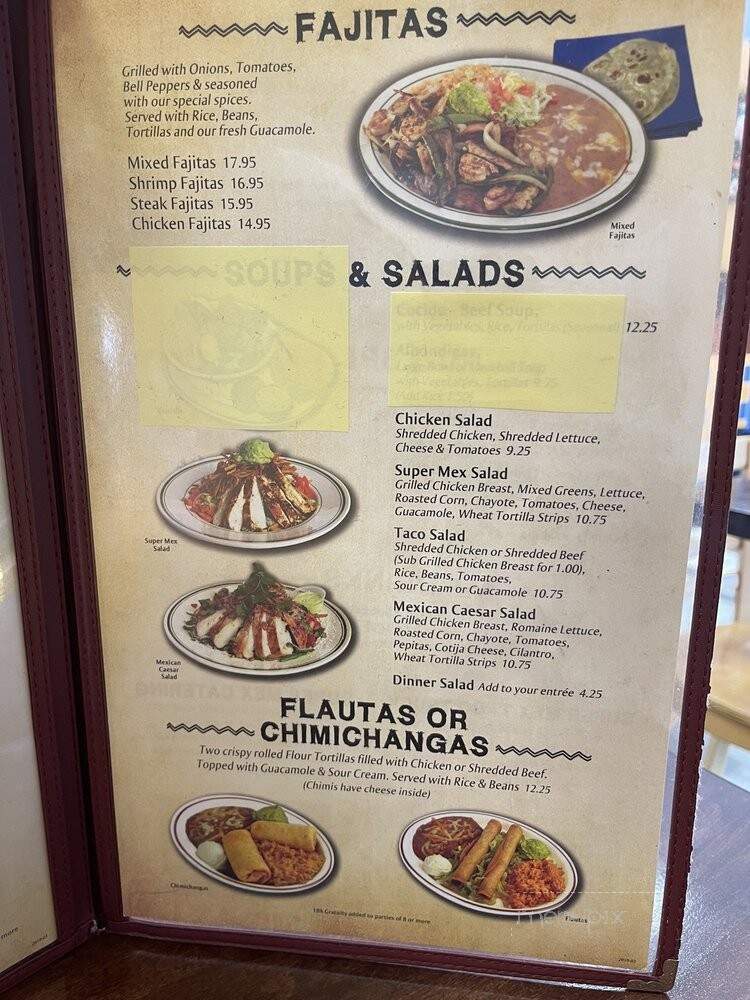 FAJITAS
Grilled with Onions, Tomatoes,
Bell Peppers & seasoned
with our special spices.
Served with Rice, Beans,
Tortillas and our fresh Guacamole.
Mixed Fajitas 17.95
Shrimp Fajitas 16.95
Steak Fajitas 15.95
Chicken Fajitas 14.95
Mixed
Fajitas
SOUPS & SALADS
Beef Soup,
with Vegetables, Rice, Tortillas 12.25
Chicken Salad
Shredded Chicken, Shredded Lettuce,
Cheese & Tomatoes 9.25
Super Mex Salad
Grilled Chicken Breast, Mixed Greens, Lettuce,
Roasted Corn, Chayote, Tomatoes, Cheese,
Guacamole, Wheat Tortilla Strips 10.75
Super Mex
Salad
Taco Salad
Shredded Chicken or Shredded Beef
(Sub Grilled Chicken Breast for 1.00),
Rice, Beans, Tomatoes,
Sour Cream or Guacamole 10.75
Mexican Caesar Salad
Grilled Chicken Breast, Romaine Lettuce,
Roasted Corn, Chayote, Tomatoes,
Pepitas, Cotija Cheese, Cilantro,
Wheat Tortilla Strips 10.75
Mexican
Caesar
Salad
Dinner Salad Add to your entrée 4.25
FLAUTAS OR
CHIMICHANGAS
Two crispy rolled Flour Tortillas filled with Chicken or Shredded Beef.
Topped with Guacamole & Sour Cream. Served with Rice & Beans 12.25
(Chimis have cheese inside)
Chimichangas
Flautas
18% Gratuity added to parties of 8 or more
menupix
more